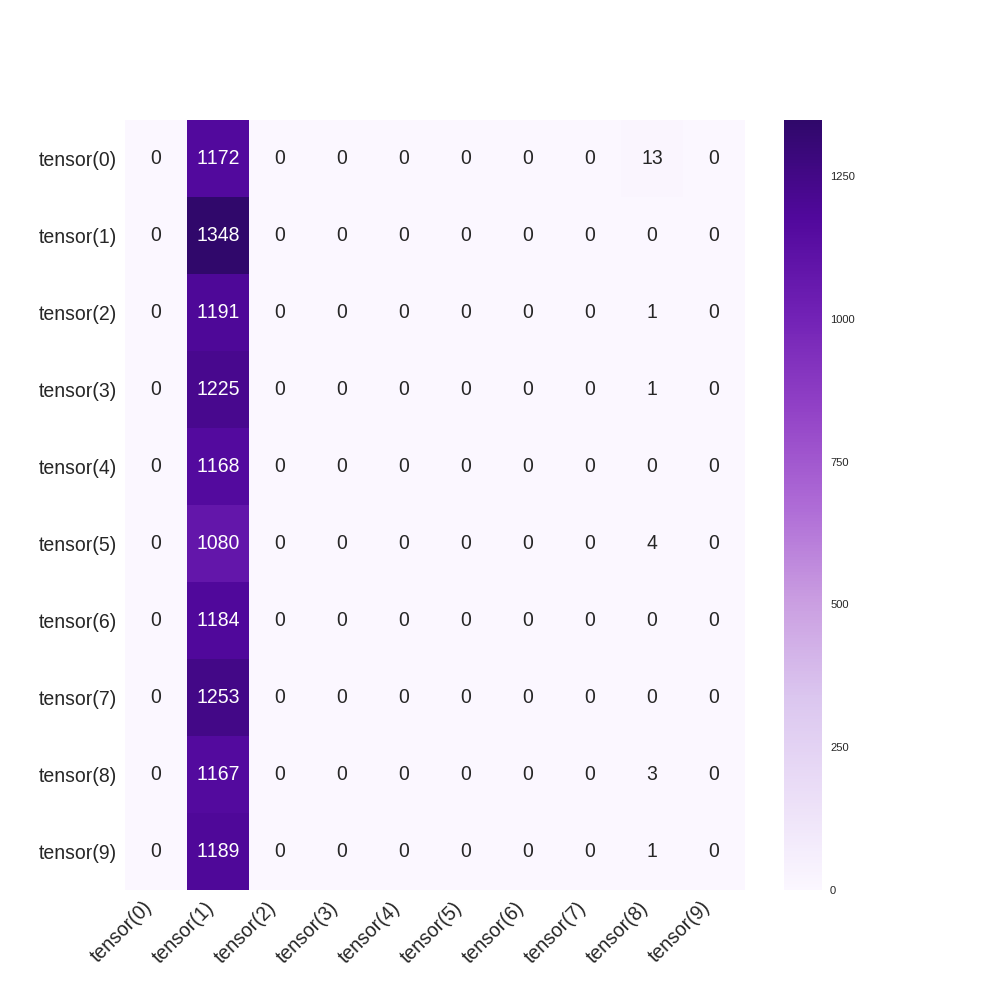 tensor(0) 0 1172 0 0 0 0 0 0 13 0
tensor(1) 0 1348 0 0 0 0 0 0 0 0
tensor(2) 0 1191 0 0 0 0 0 0 1 0
tensor(3) 0 1225 0 0 0 0 0 0 1 0
tensor(4) 0 1168 0 0 0 0 0 0 0 0
tensor(5) 0 1080 0 0 0 0 0 0 4 0
tensor(6) 0 1184 0 0 0 0 0 0 0 0
tensor(7) 0 1253 0 0 0 0 0 0 0 0
tensor(8) 0 1167 0 0 0 0 0 0 3 0
tensor(9) 0 1189 0 0 0 0 0 0 1 0
tensor(0) tensor(1) tensor(2) tensor(3) tensor(4) tensor(5) tensor(6) tensor(7) tensor(8) tensor(9)
1250
1000
750
500
250
0